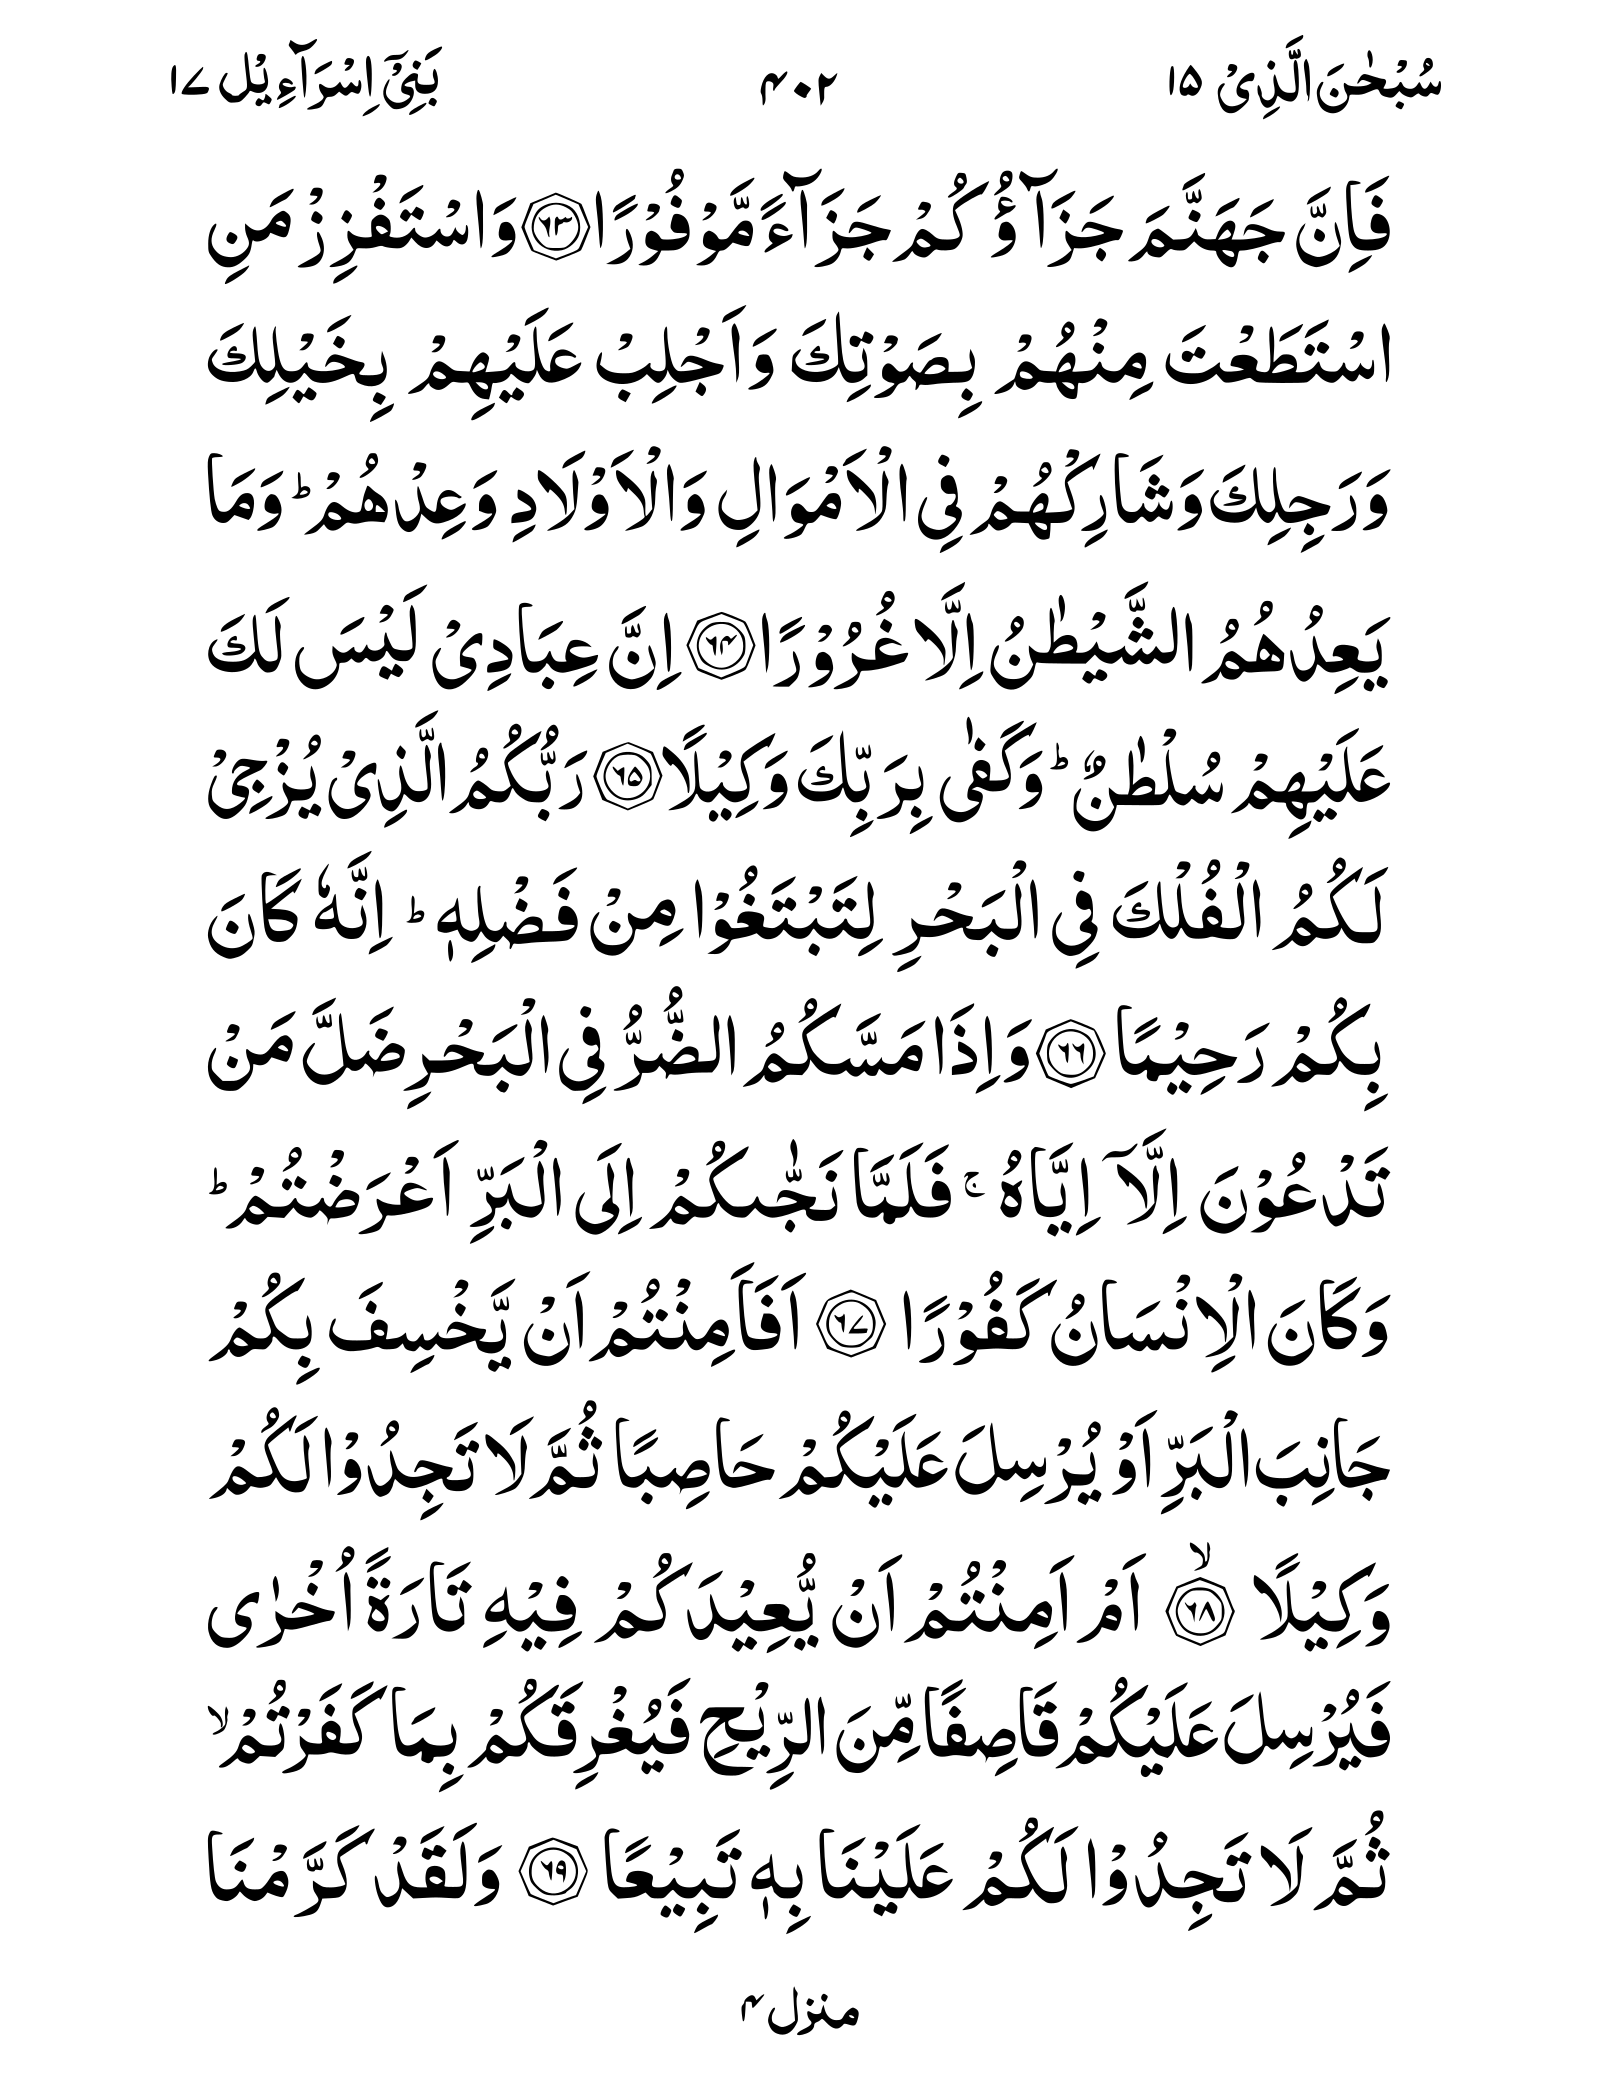 سُبْحٰنَ الَّذِیْ ۱۵
۴۰۲
بَنِیْۤ اِسْرَآءِیْل ۱۷
فَاِنَّ جَهَنَّمَ جَزَآؤُكُمْ جَزَآءً مَّوْفُوْرًا ۶۳ وَاسْتَفْزِزْ مَنِ
اسْتَطَعْتَ مِنْهُمْ بِصَوْتِكَ وَاَجْلِبْ عَلَیْهِمْ بِخَیْلِكَ
وَرَجِلِكَ وَشَارِكْهُمْ فِی الْاَمْوَالِ وَالْاَوْلَادِ وَعِدْهُمْ ؕ وَمَا
یَعِدُهُمُ الشَّیْطٰنُ اِلَّا غُرُوْرًا ۶۴ اِنَّ عِبَادِیْ لَیْسَ لَكَ
عَلَیْهِمْ سُلْطٰنٌ ؕ وَكَفٰی بِرَبِّكَ وَكِیْلًا ۶۵ رَبُّكُمُ الَّذِیْ یُزْجِیْ
لَكُمُ الْفُلْكَ فِی الْبَحْرِ لِتَبْتَغُوْا مِنْ فَضْلِهٖ ؕ اِنَّهٗ كَانَ
بِكُمْ رَحِیْمًا ۶۶ وَاِذَا مَسَّكُمُ الضُّرُّ فِی الْبَحْرِ ضَلَّ مَنْ
تَدْعُوْنَ اِلَّاۤ اِیَّاهُ ۚ فَلَمَّا نَجّٰىكُمْ اِلَی الْبَرِّ اَعْرَضْتُمْ ؕ
وَكَانَ الْاِنْسَانُ كَفُوْرًا ۶۷ اَفَاَمِنْتُمْ اَنْ یَّخْسِفَ بِكُمْ
جَانِبَ الْبَرِّ اَوْ یُرْسِلَ عَلَیْكُمْ حَاصِبًا ثُمَّ لَا تَجِدُوْا لَكُمْ
وَكِیْلًا ۙ۶۸ اَمْ اَمِنْتُمْ اَنْ یُّعِیْدَكُمْ فِیْهِ تَارَةً اُخْرٰی
فَیُرْسِلَ عَلَیْكُمْ قَاصِفًا مِّنَ الرِّیْحِ فَیُغْرِقَكُمْ بِمَا كَفَرْتُمْ ۙ
ثُمَّ لَا تَجِدُوْا لَكُمْ عَلَیْنَا بِهٖ تَبِیْعًا ۶۹ وَلَقَدْ كَرَّمْنَا
منزل ۴